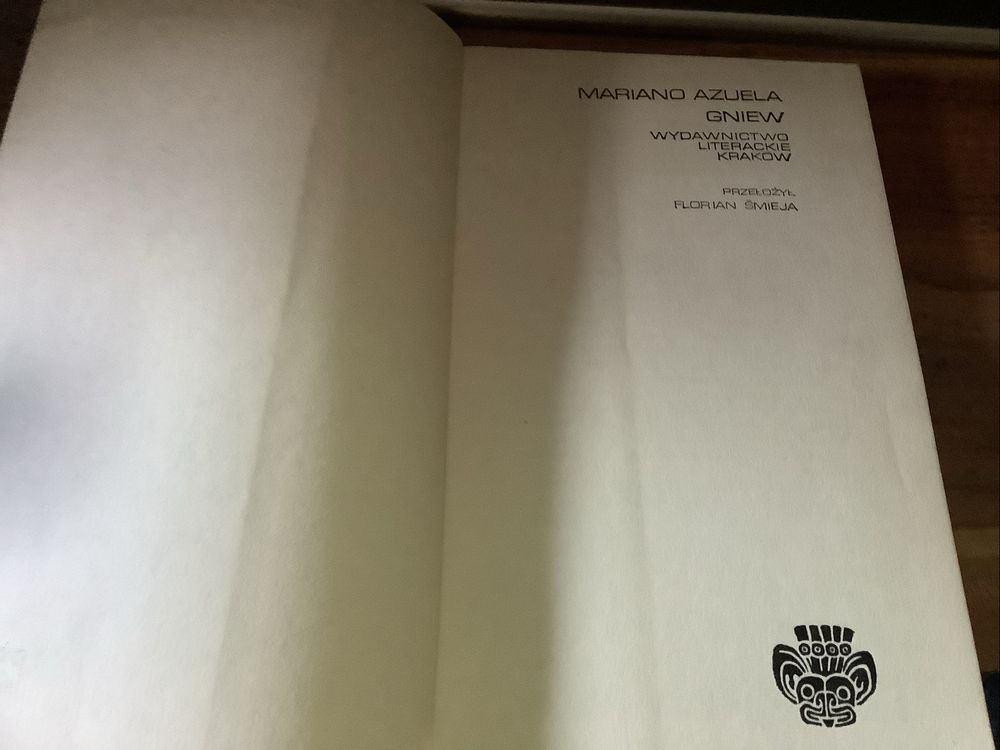 MARIANO AZUELA
GNIEW
WYDAWNICTWO
LITERACKIE
KRAKÓW
PRZEŁOŻYŁ
FLORIAN ŚMIEJA